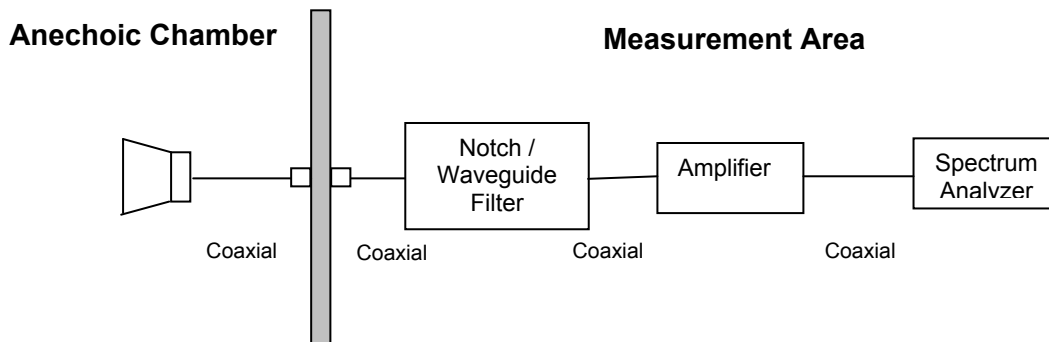 Anechoic Chamber
Measurement Area
Notch /
Waveguide
Filter
Amplifier
Spectrum
Analyzer
Coaxial
Coaxial
Coaxial
Coaxial